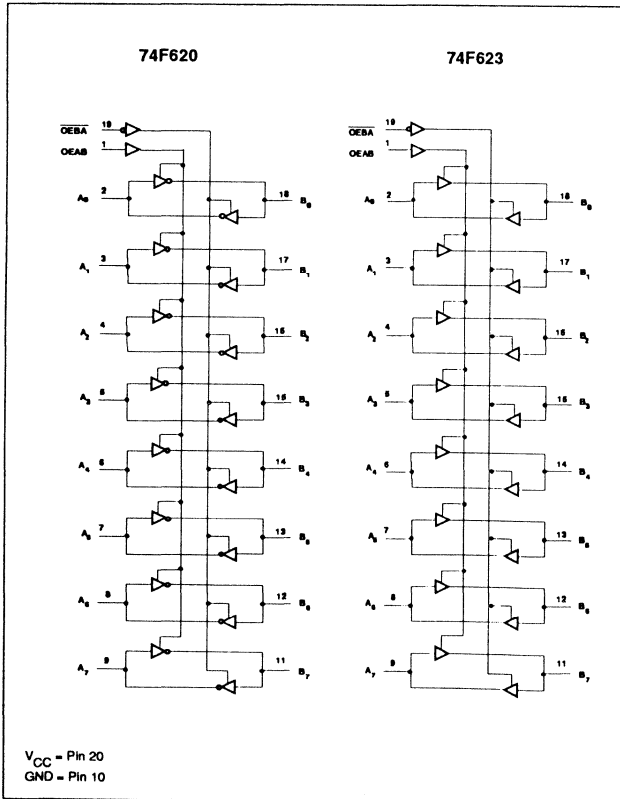 74F620
OEBA 19
OEAB 1
A0 2 18 B0
A1 3 17 B1
A2 4 16 B2
A3 5 15 B3
A4 6 14 B4
A5 7 13 B5
A6 8 12 B6
A7 9 11 B7
74F623
OEBA 19
OEAB 1
A0 2 18 B0
A1 3 17 B1
A2 4 16 B2
A3 5 15 B3
A4 6 14 B4
A5 7 13 B5
A6 8 12 B6
A7 9 11 B7
VCC = Pin 20
GND = Pin 10